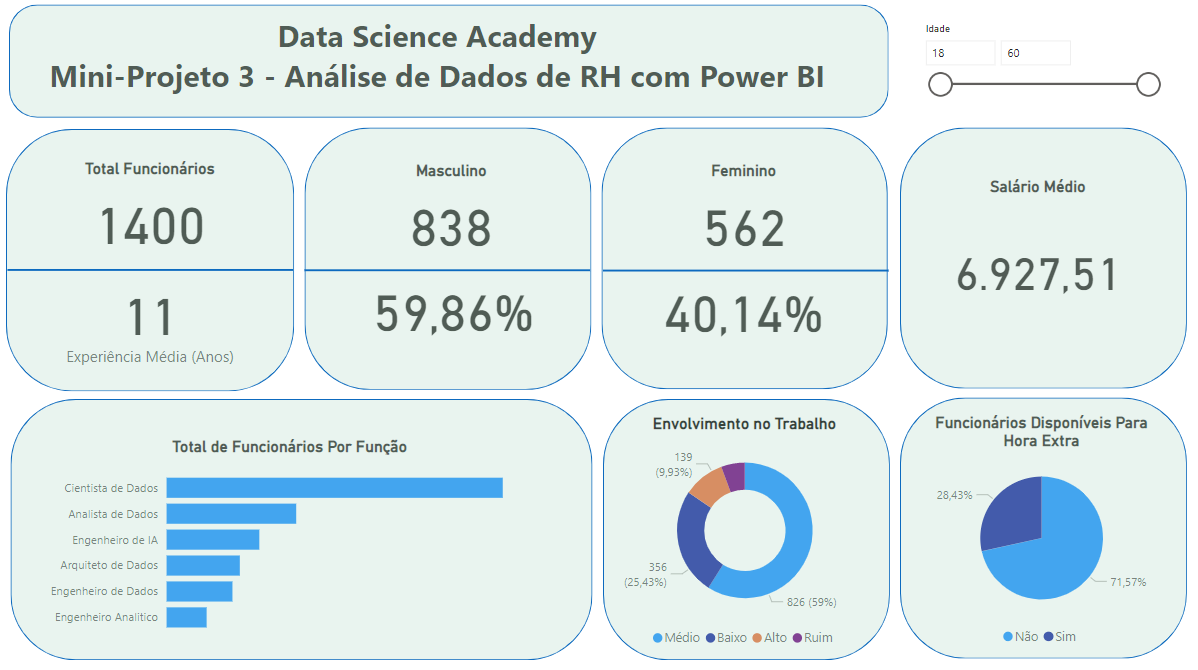 Data Science Academy
Mini-Projeto 3 - Análise de Dados de RH com Power BI
Idade
18
60
Total Funcionários
1400
11
Experiência Média (Anos)
Masculino
838
59,86%
Feminino
562
40,14%
Salário Médio
6.927,51
Total de Funcionários Por Função
Cientista de Dados
Analista de Dados
Engenheiro de IA
Arquiteto de Dados
Engenheiro de Dados
Engenheiro Analítico
Envolvimento no Trabalho
139
(9,93%)
356
(25,43%)
826 (59%)
Médio Baixo Alto Ruim
Funcionários Disponíveis Para
Hora Extra
28,43%
71,57%
Não Sim